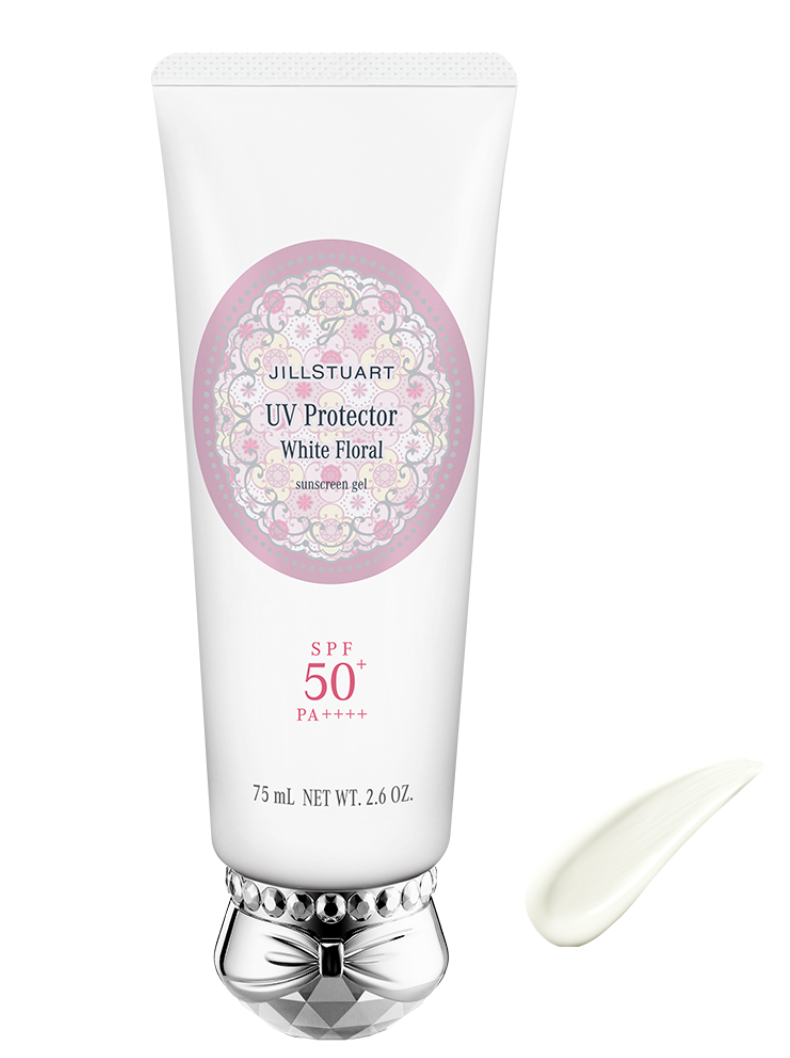 JILLSTUART
UV Protector
White Floral
sunscreen gel
SPF
50+
PA++++
75 mL NET WT. 2.6 OZ.